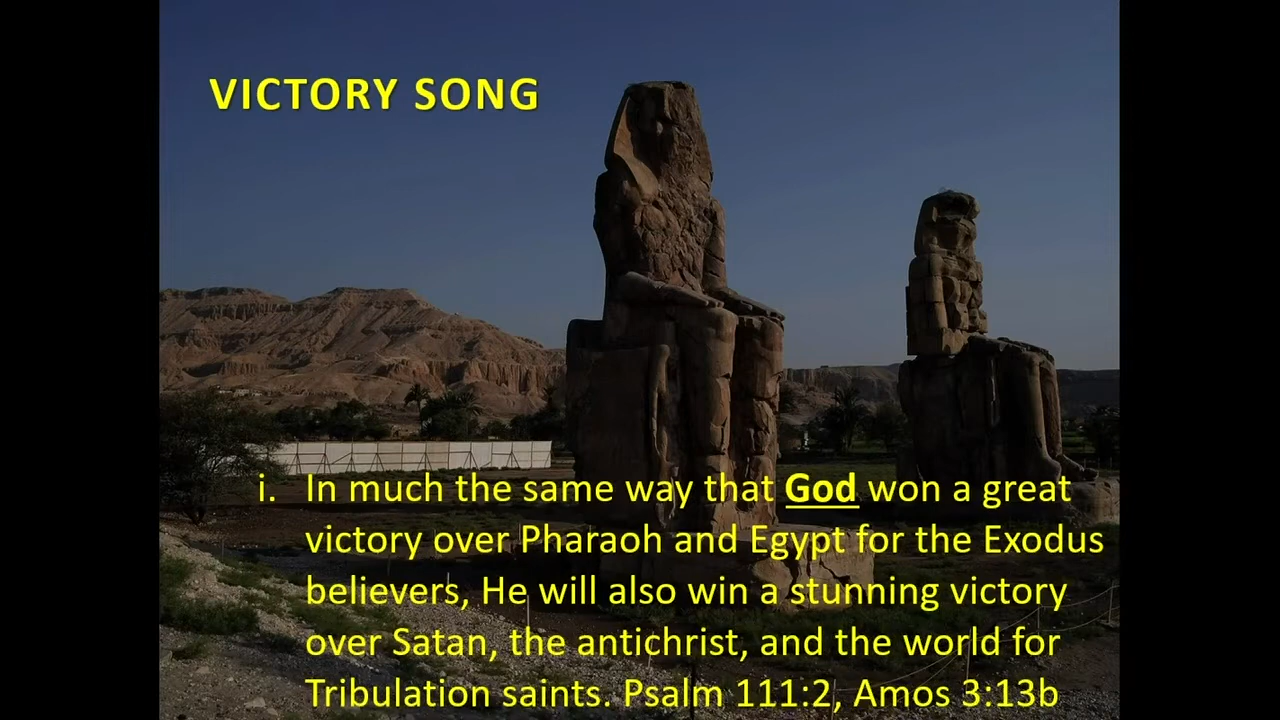 VICTORY SONG
i. In much the same way that God won a great
victory over Pharaoh and Egypt for the Exodus
believers, He will also win a stunning victory
over Satan, the antichrist, and the world for
Tribulation saints. Psalm 111:2, Amos 3:13b